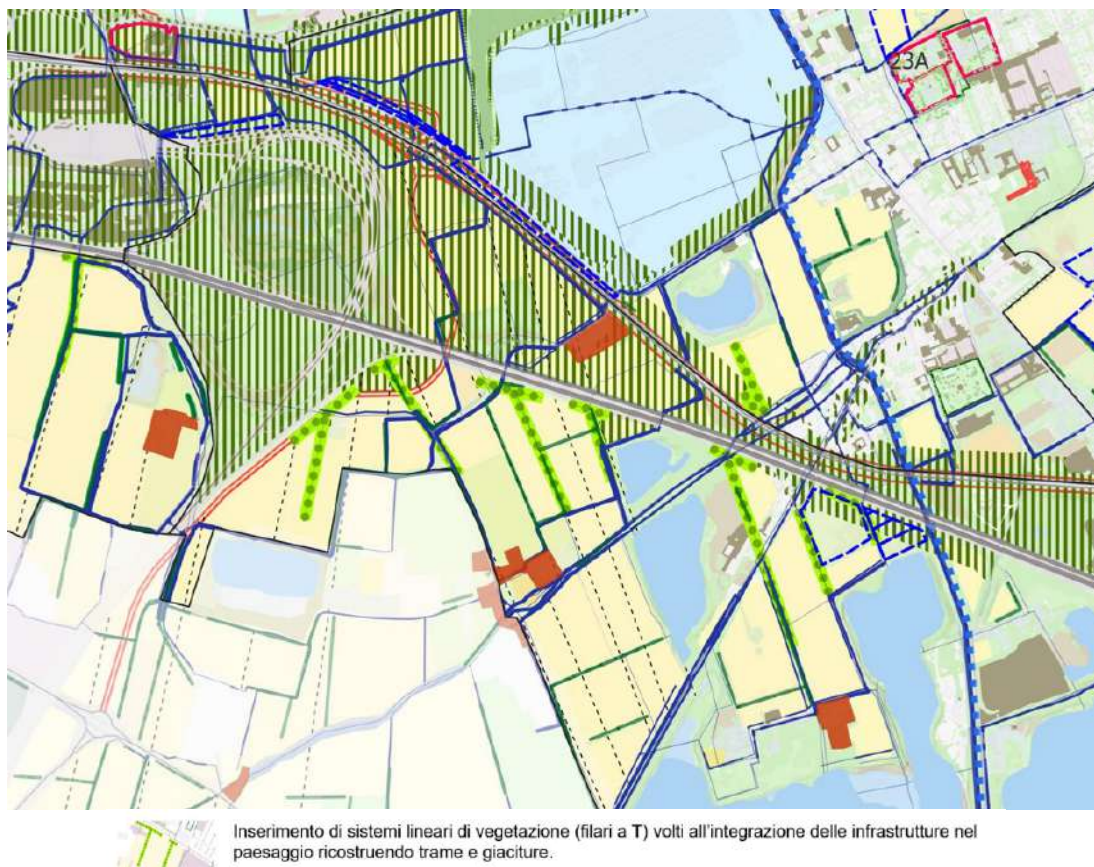 23A
Inserimento di sistemi lineari di vegetazione (filari a T) volti all'integrazione delle infrastrutture nel
paesaggio ricostruendo trame e giaciture.